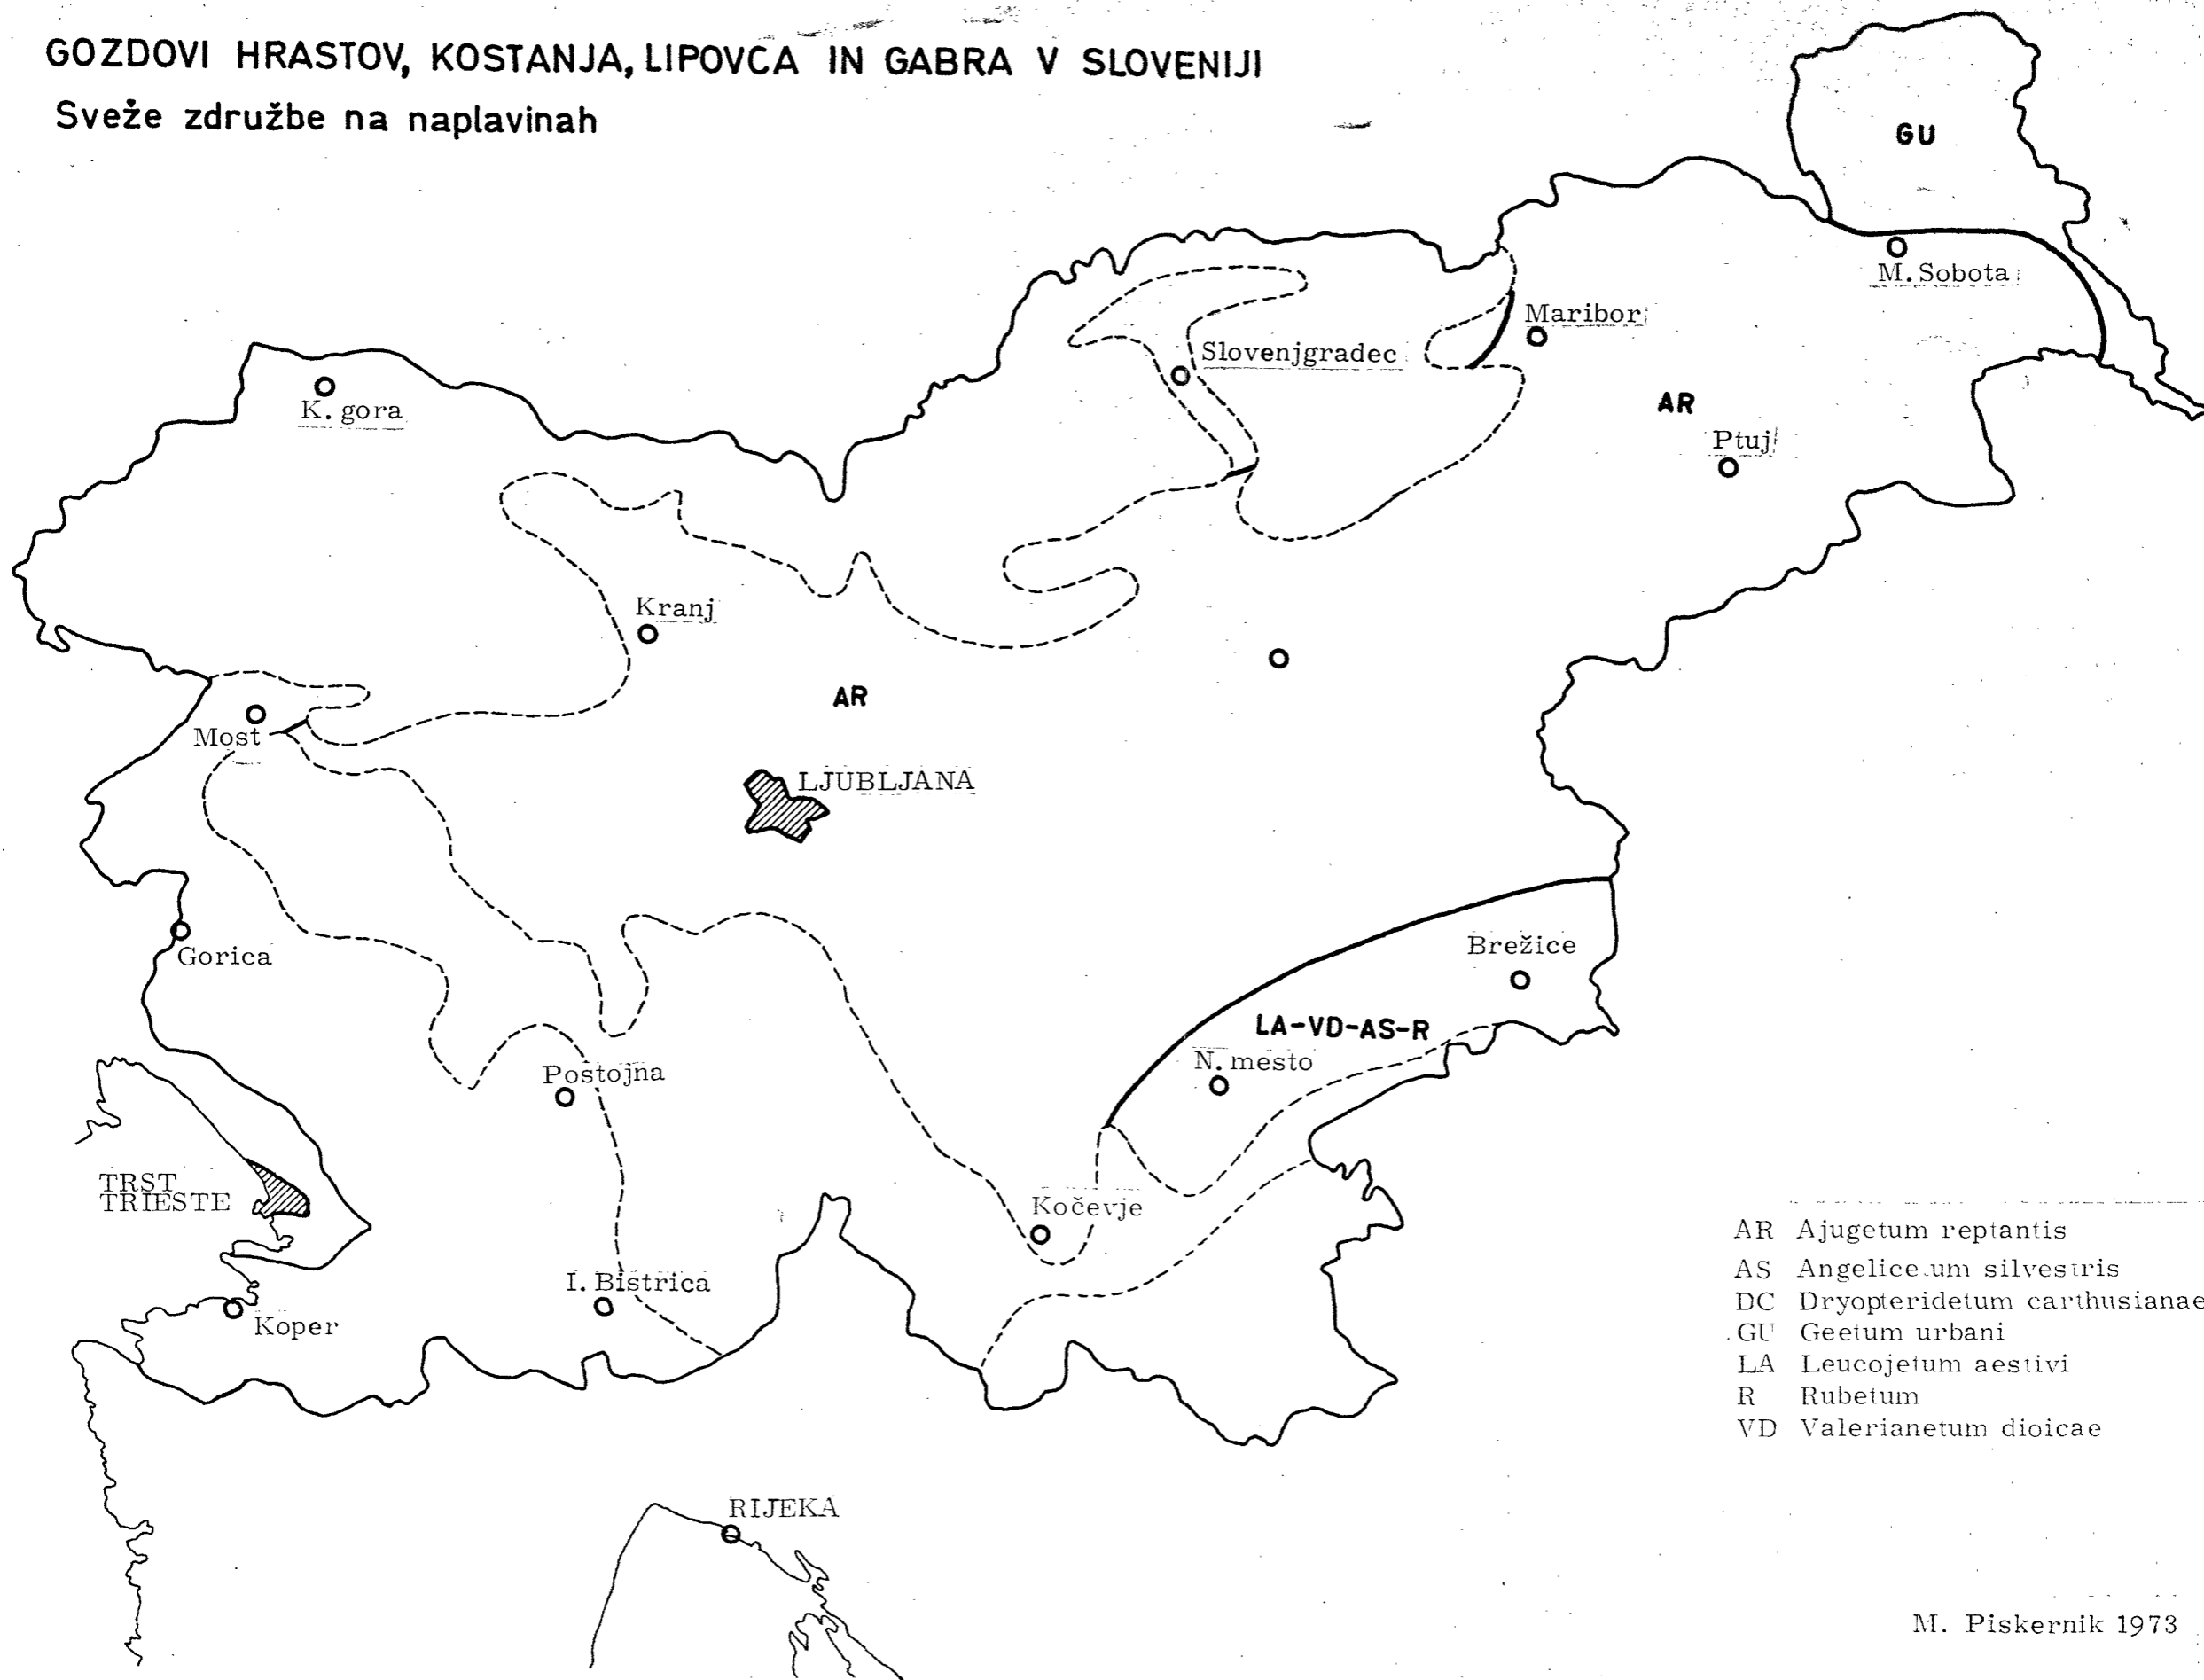 GOZDOVI HRASTOV, KOSTANJA, LIPOVCA IN GABRA V SLOVENIJI
Sveže združbe na naplavinah
GU
M. Sobota
Maribor
Slovenjgradec
K. gora
AR
Ptuj
Kranj
AR
Most
LJUBLJANA
Brežice
Gorica
LA-VD-AS-R
N. mesto
Postojna
TRST
TRIESTE
Kočevje
I. Bistrica
Koper
RIJEKA
AR Ajugetum reptantis
AS silvestris
DC Dryopteridetum carthusianae
GU Geetum urbani
LA Leucojetum aestivi
R Rubetum
VD Valerianetum dioicae
M. Piskernik 1973